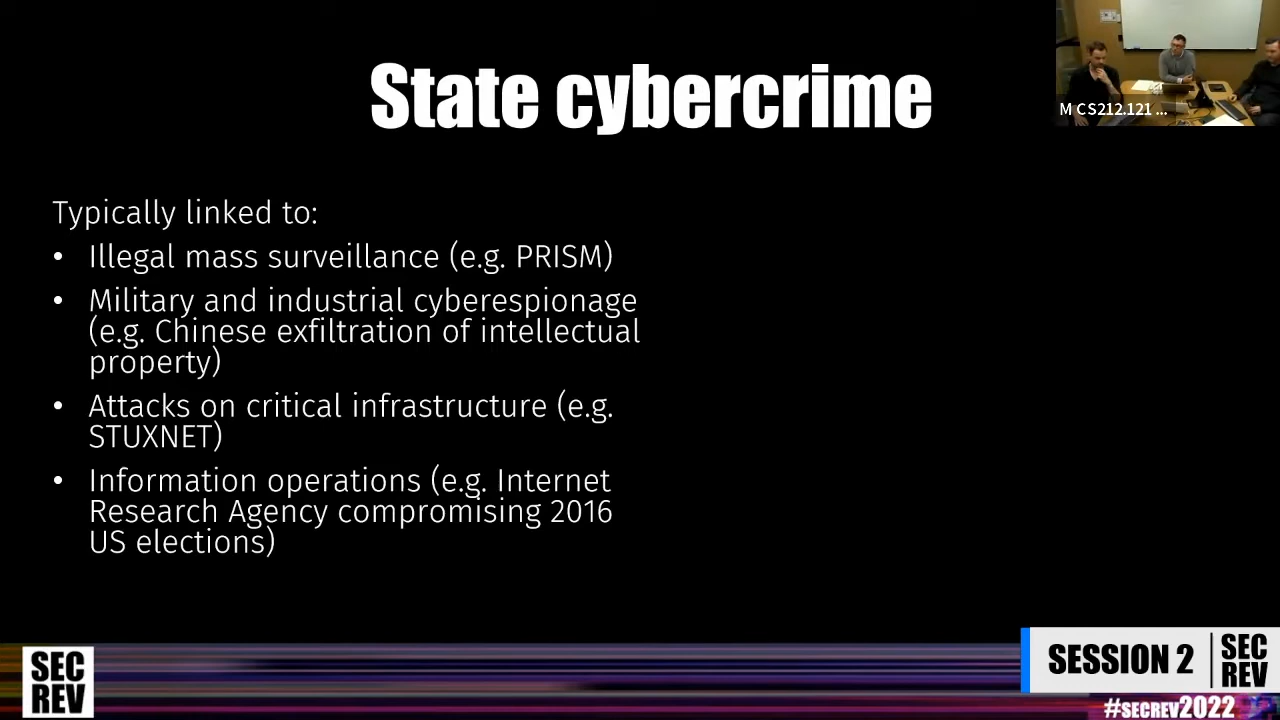 State cybercrime
M CS212.121 ...
Typically linked to:
• Illegal mass surveillance (e.g. PRISM)
• Military and industrial cyberespionage
(e.g. Chinese exfiltration of intellectual
property)
• Attacks on critical infrastructure (e.g.
STUXNET)
• Information operations (e.g. Internet
Research Agency compromising 2016
US elections)
SEC
REV
SESSION 2
SEC
REV
#SECREV2022